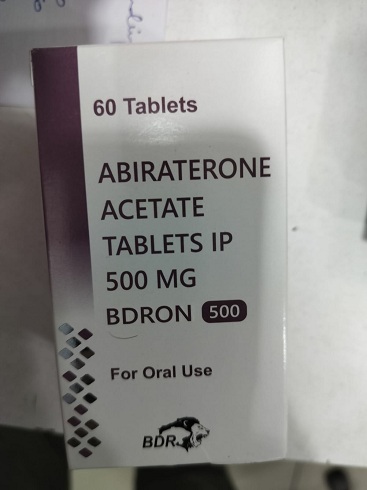 60 Tablets
ABIRATERONE
ACETATE
TABLETS IP
500 MG
BDRON 500
For Oral Use
BDR